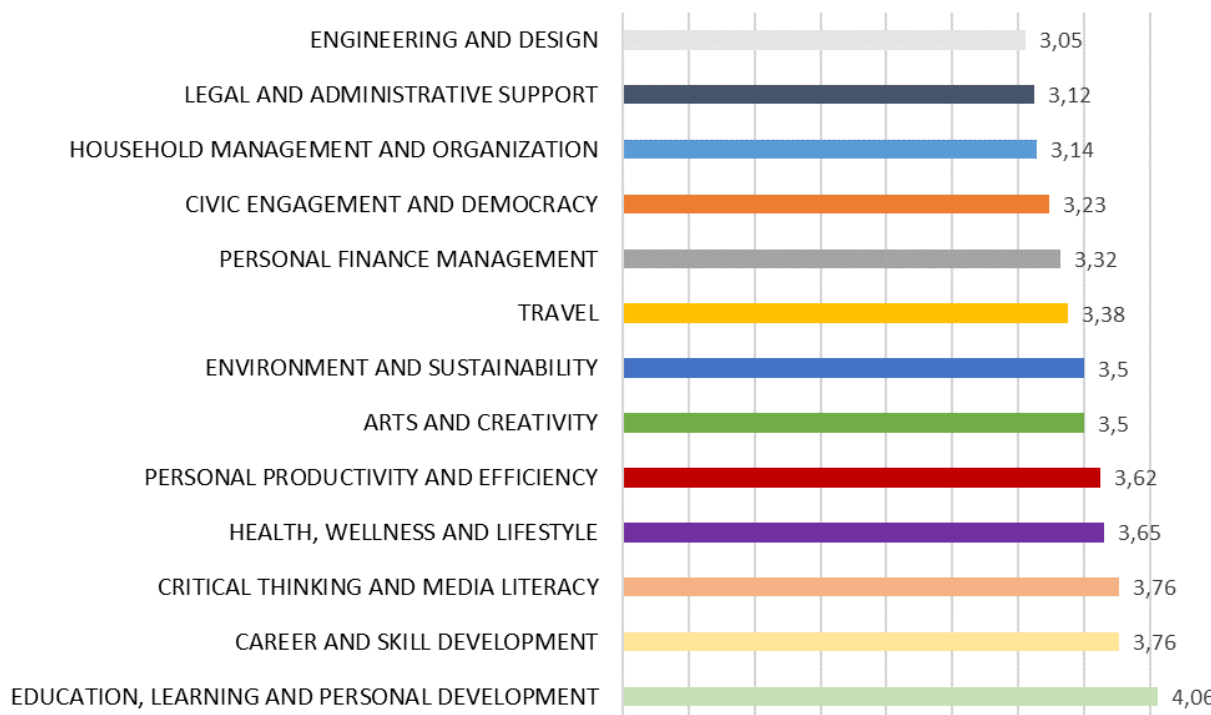 ENGINEERING AND DESIGN 3,05
LEGAL AND ADMINISTRATIVE SUPPORT 3,12
HOUSEHOLD MANAGEMENT AND ORGANIZATION 3,14
CIVIC ENGAGEMENT AND DEMOCRACY 3,23
PERSONAL FINANCE MANAGEMENT 3,32
TRAVEL 3,38
ENVIRONMENT AND SUSTAINABILITY 3,5
ARTS AND CREATIVITY 3,5
PERSONAL PRODUCTIVITY AND EFFICIENCY 3,62
HEALTH, WELLNESS AND LIFESTYLE 3,65
CRITICAL THINKING AND MEDIA LITERACY 3,76
CAREER AND SKILL DEVELOPMENT 3,76
EDUCATION, LEARNING AND PERSONAL DEVELOPMENT 4,06